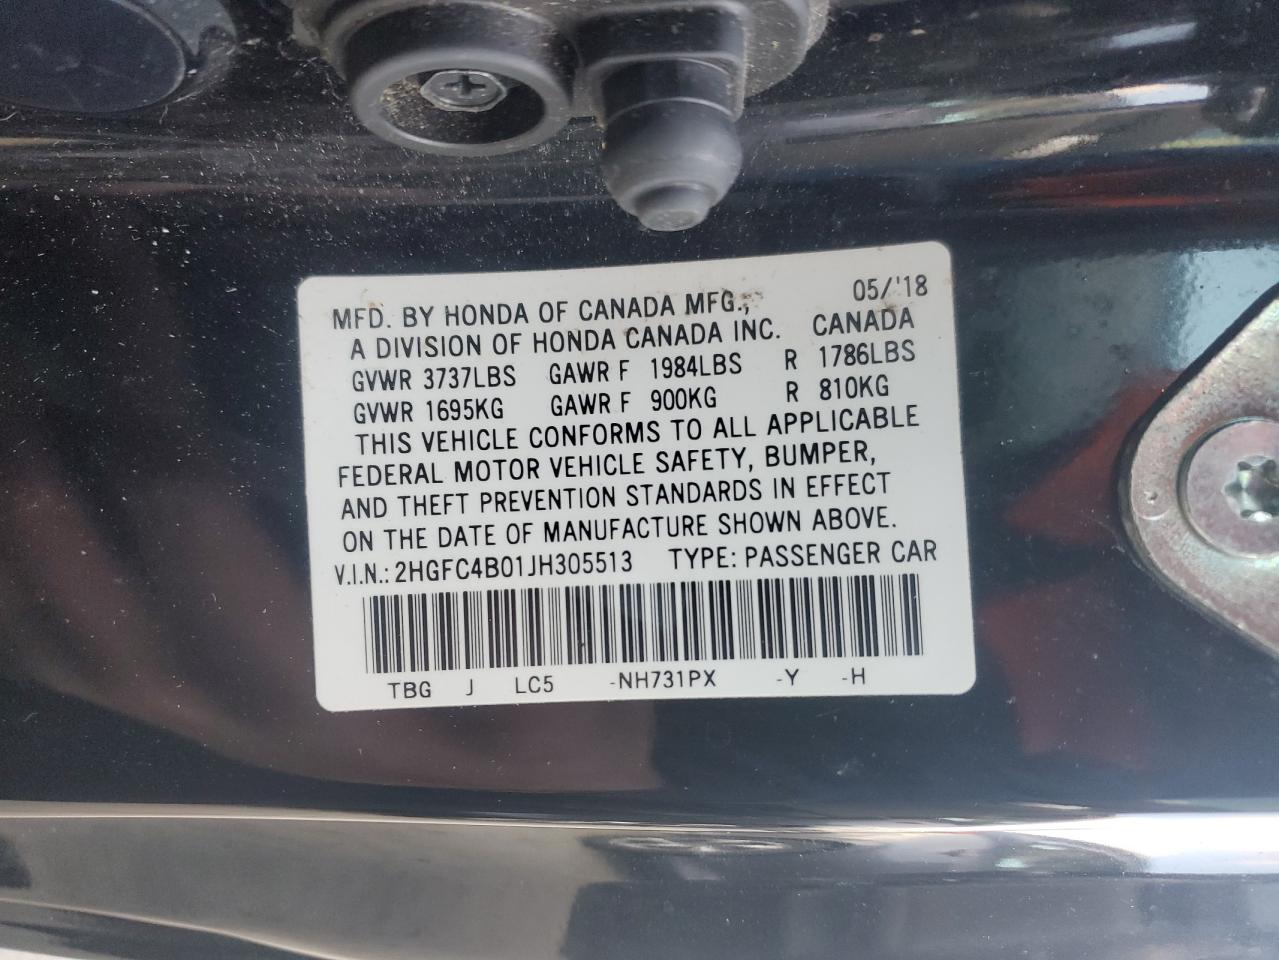 05/'18
MFD. BY HONDA OF CANADA MFG.,
A DIVISION OF HONDA CANADA INC. CANADA
GVWR 3737LBS GAWR F 1984LBS R 1786LBS
GVWR 1695KG GAWR F 900KG R 810KG
THIS VEHICLE CONFORMS TO ALL APPLICABLE
FEDERAL MOTOR VEHICLE SAFETY, BUMPER,
AND THEFT PREVENTION STANDARDS IN EFFECT
ON THE DATE OF MANUFACTURE SHOWN ABOVE.
V.I.N.: 2HGFC4B01JH305513 TYPE: PASSENGER CAR
TBG J LC5 -NH731PX -Y -H